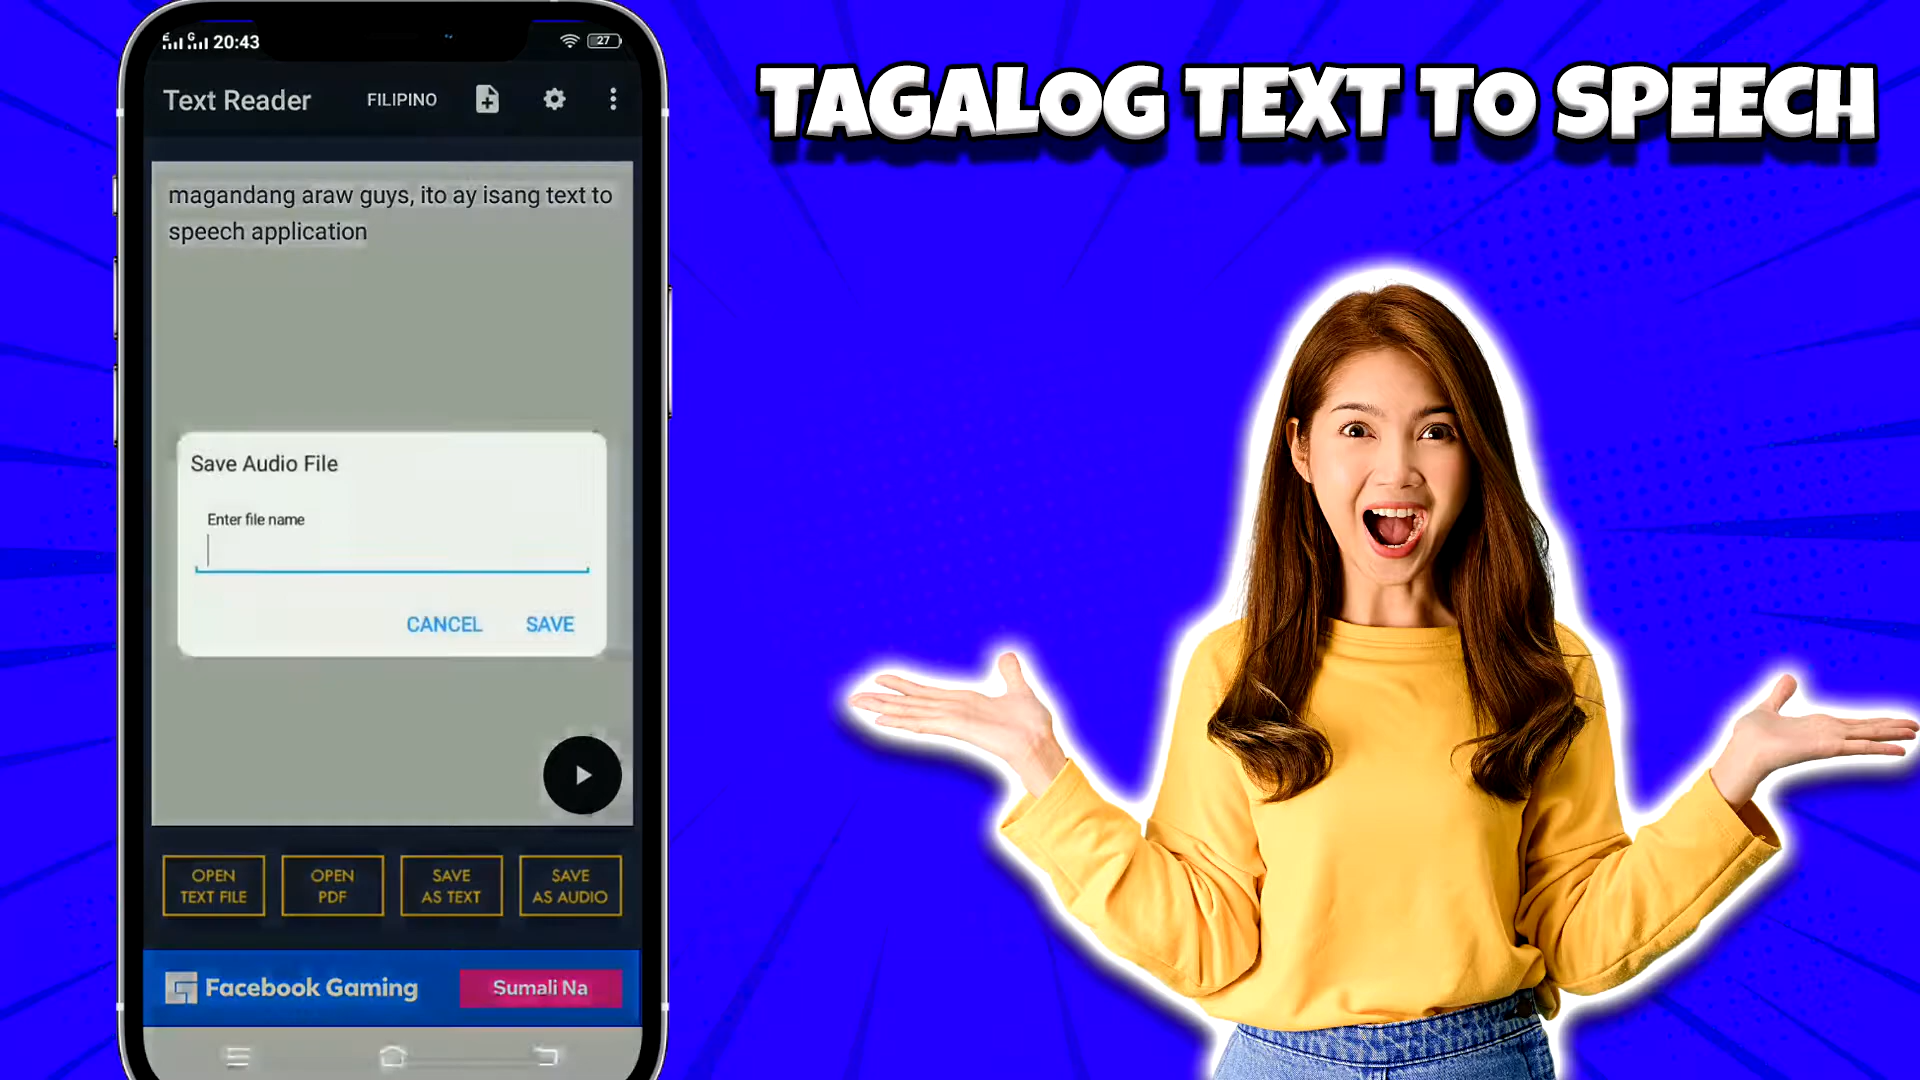 TAGALOG TEXT TO SPEECH
20:43
27
Text Reader
FILIPINO
magandang araw guys, ito ay isang text to
speech application
Save Audio File
Enter file name
CANCEL
SAVE
OPEN
TEXT FILE
OPEN
PDF
SAVE
AS TEXT
SAVE
AS AUDIO
Facebook Gaming
Sumali Na